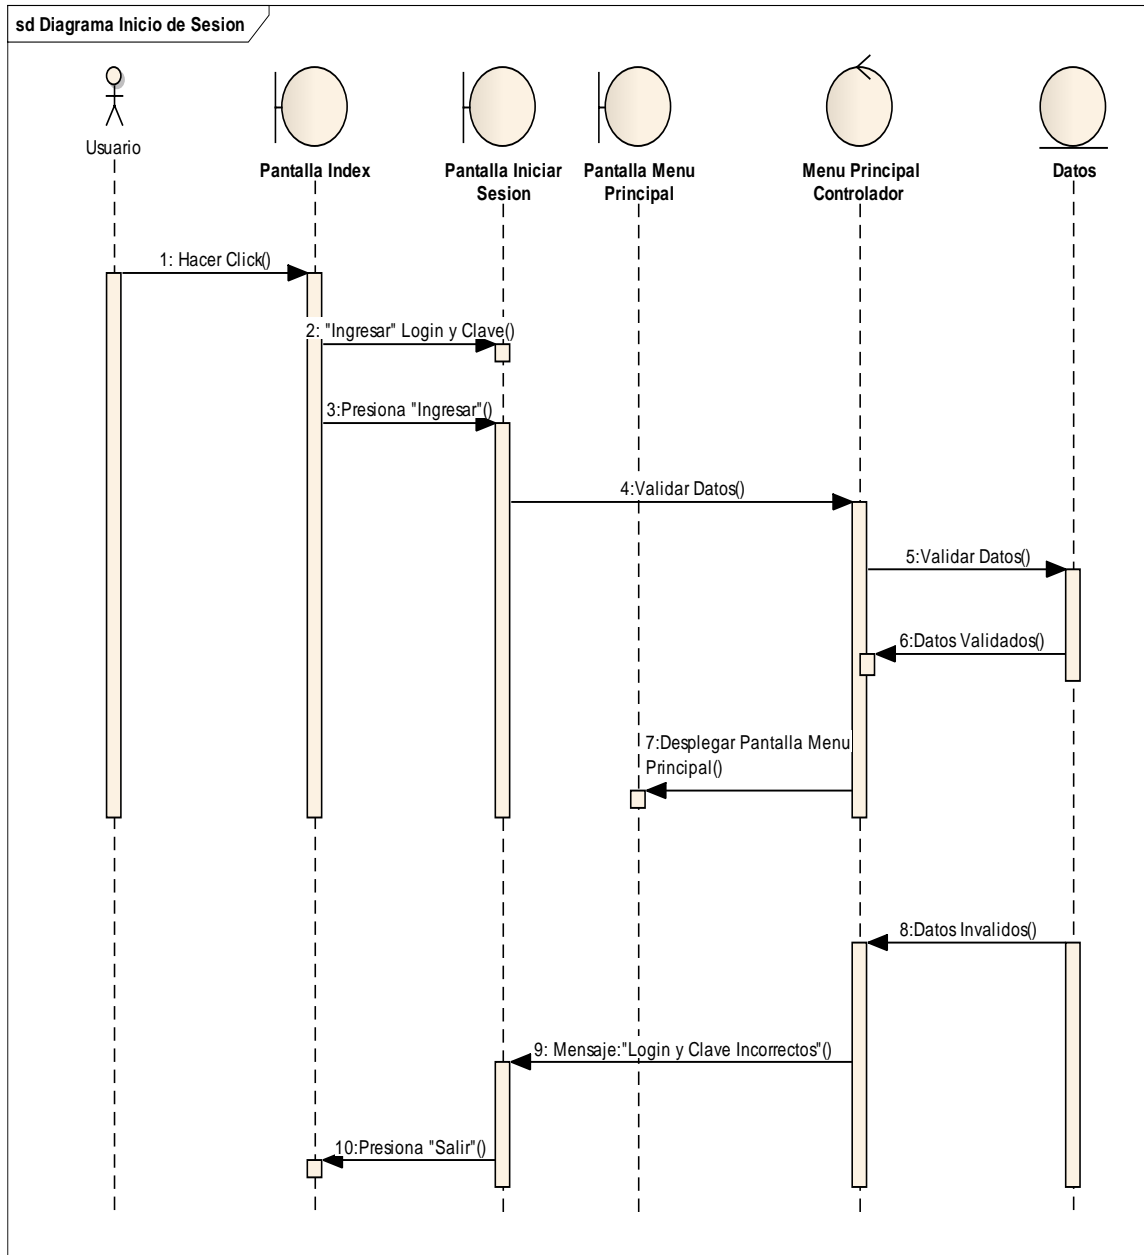 sd Diagrama Inicio de Sesion
Usuario
Pantalla Index
Pantalla Iniciar
Sesion
Pantalla Menu
Principal
Menu Principal
Controlador
Datos
1: Hacer Click()
2: "Ingresar" Login y Clave()
3:Presiona "Ingresar"()
4:Validar Datos()
5:Validar Datos()
6:Datos Validados()
7:Desplegar Pantalla Menu
Principal()
8:Datos Invalidos()
9: Mensaje:"Login y Clave Incorrectos"()
10:Presiona "Salir"()